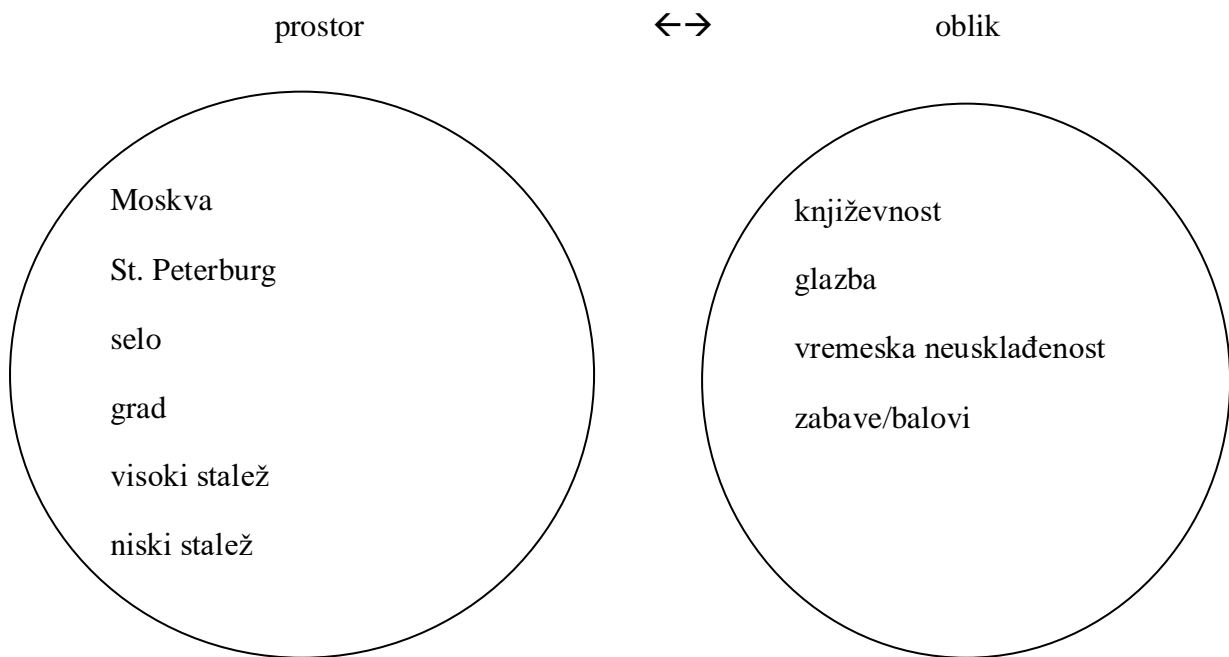 prostor ←→ oblik
Moskva
St. Peterburg
selo
grad
visoki stalež
niski stalež
književnost
glazba
vremeska neusklađenost
zabave/balovi